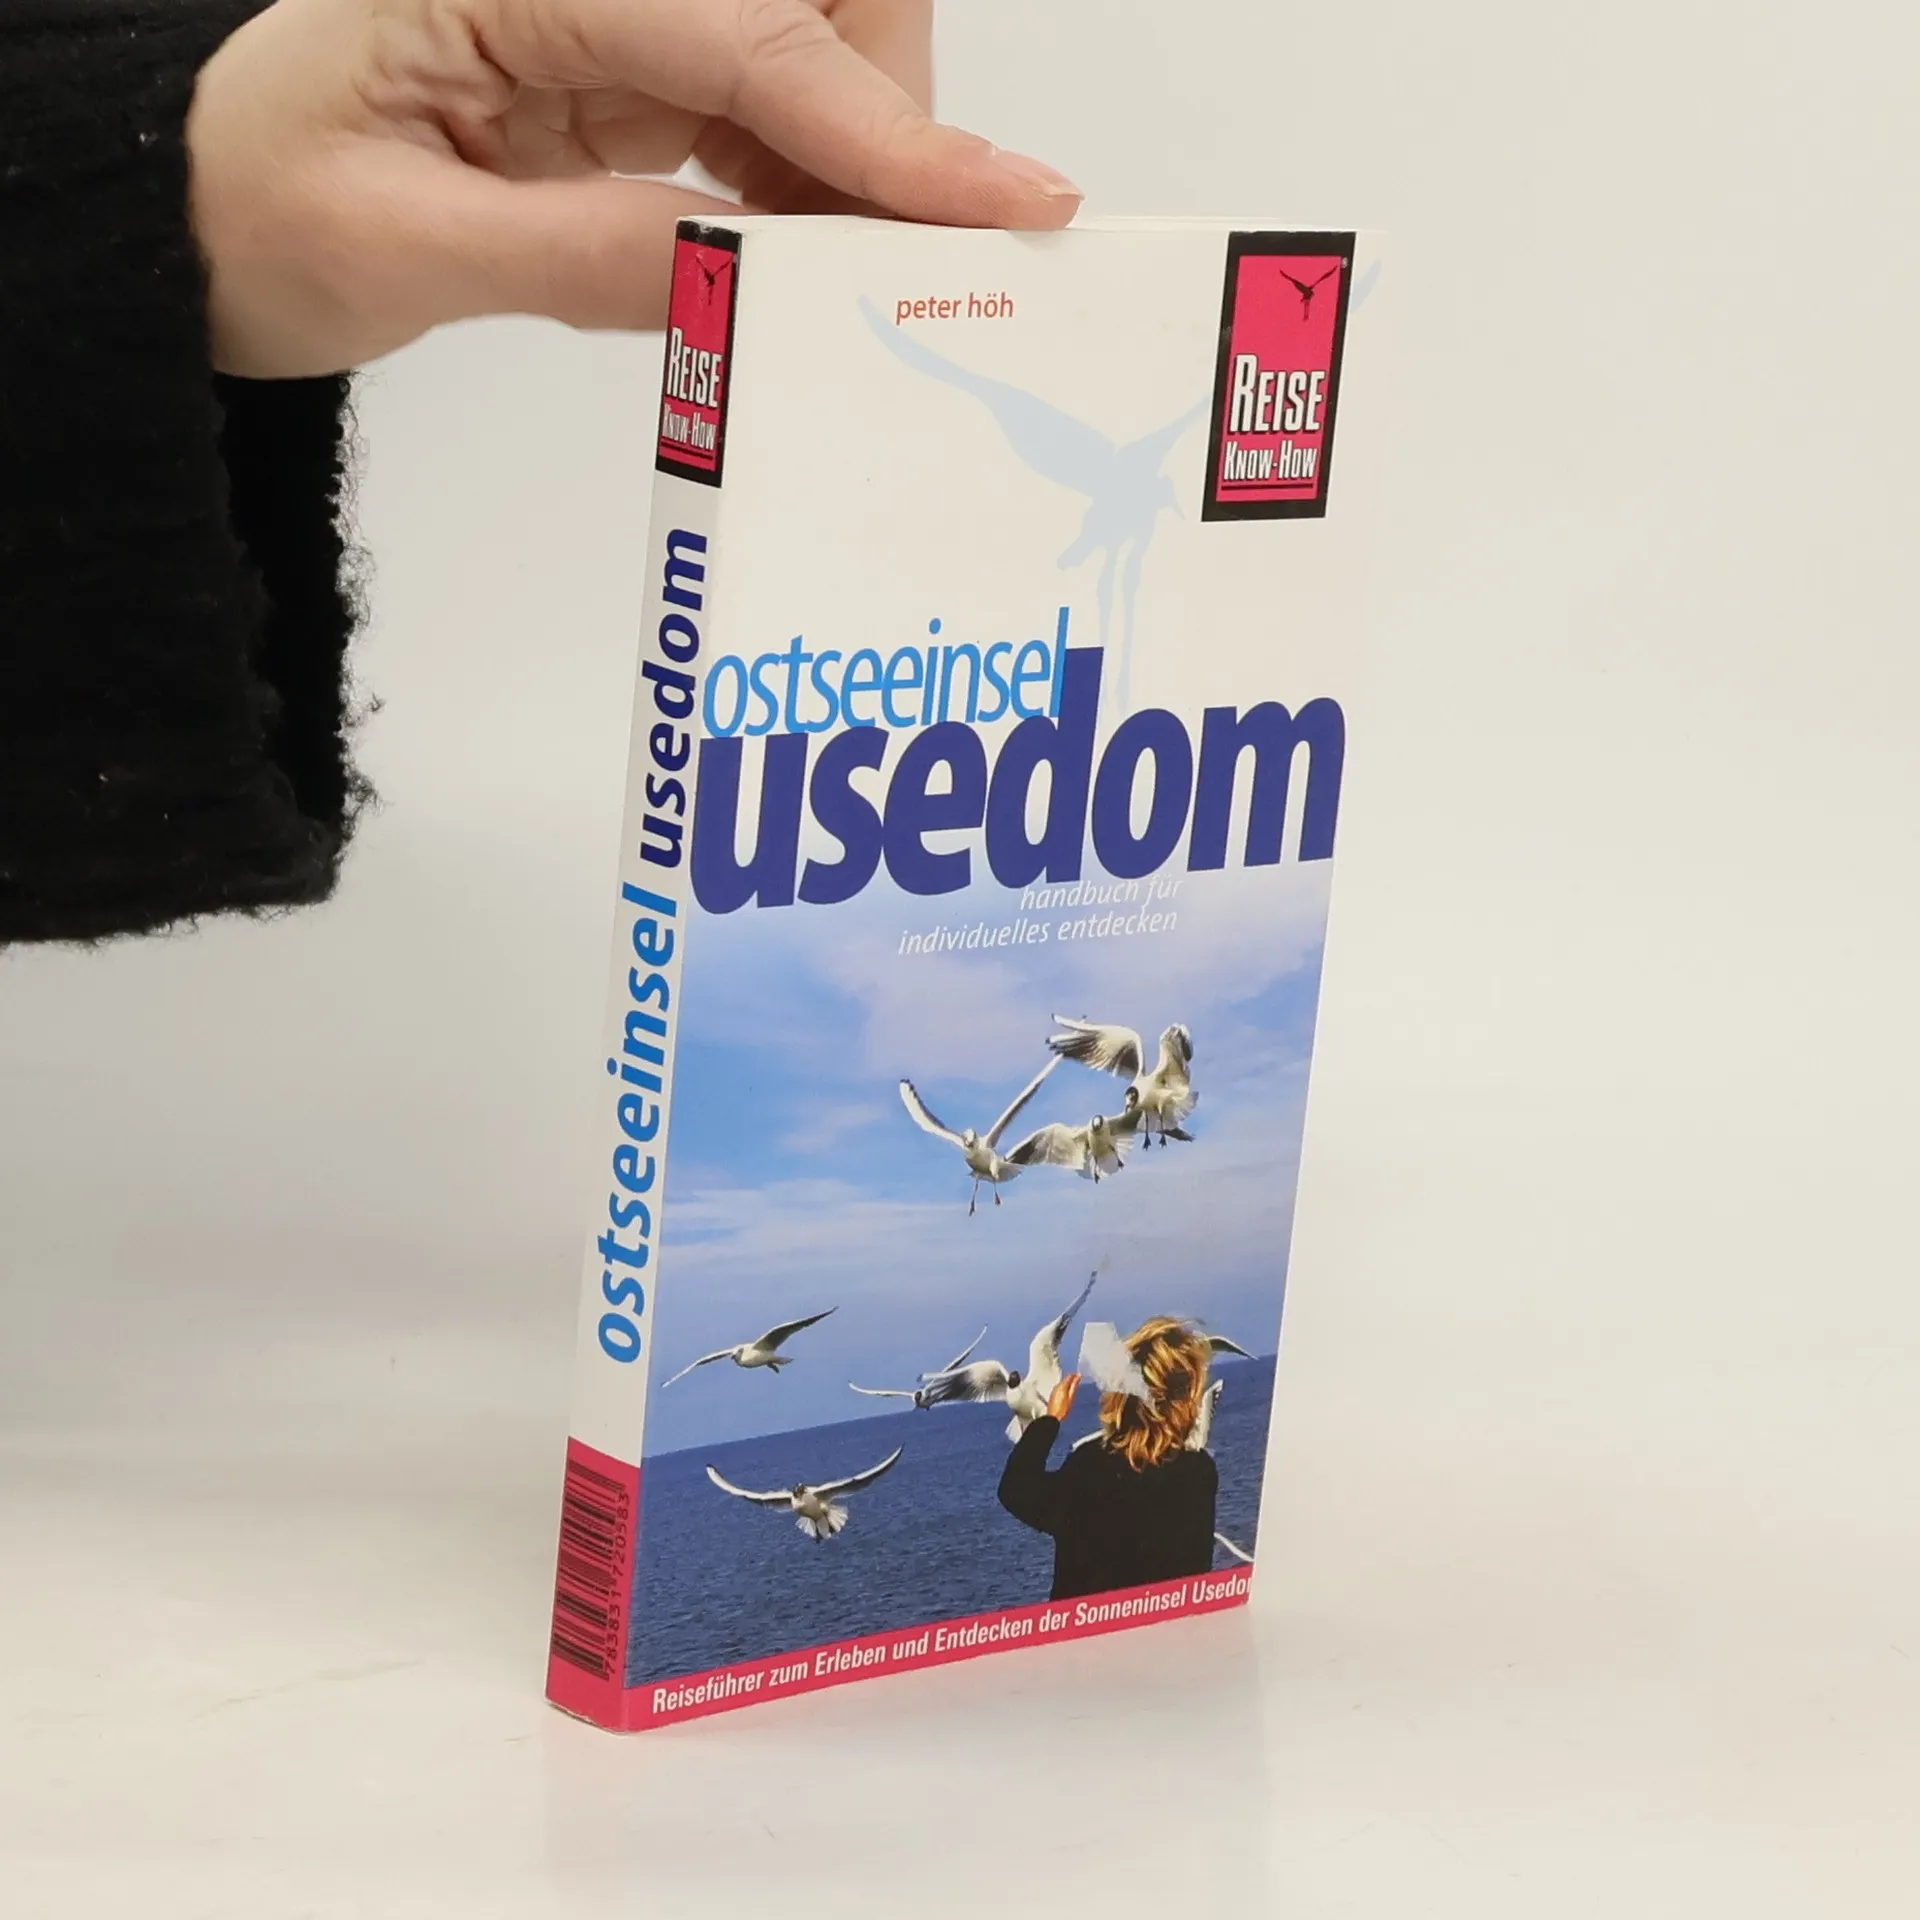 peter höh
REISE
KNOW-HOW
ostseeinsel
usedom
handbuch für
individuelles entdecken
Reiseführer zum Erleben und Entdecken der Sonneninsel Usedom
REISE
KNOW-HOW
ostseeinsel usedom
783831720583